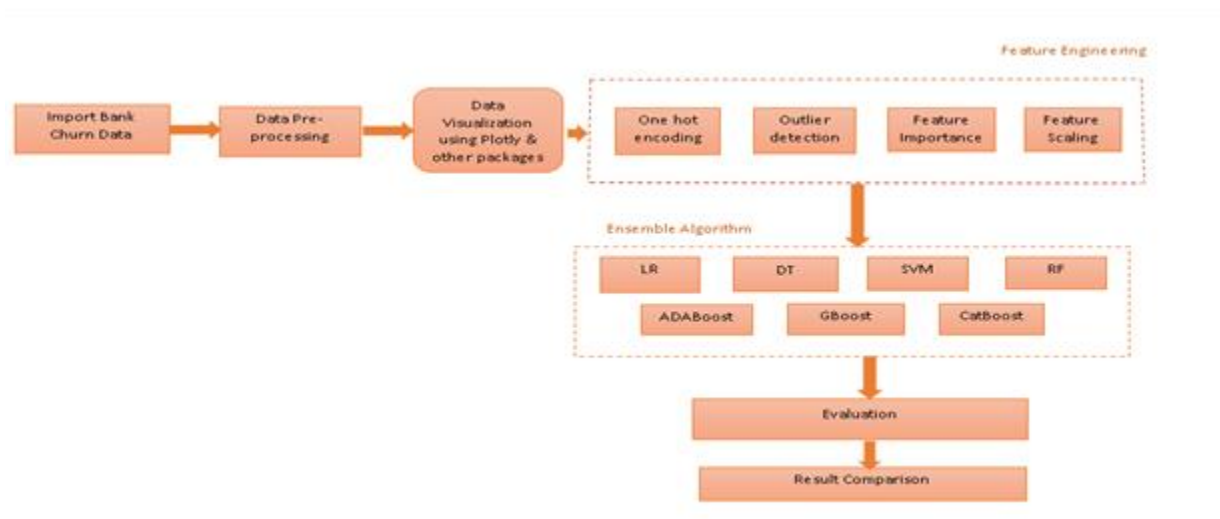 Feature Engineering
Import Bank
Churn Data
Data Pre-
processing
Data
Visualization
using Plotly &
other packages
One hot
encoding
Outlier
detection
Feature
Importance
Feature
Scaling
Ensemble Algorithm
LR
DT
SVM
RF
ADABoost
GBoost
CatBoost
Evaluation
Result Comparison